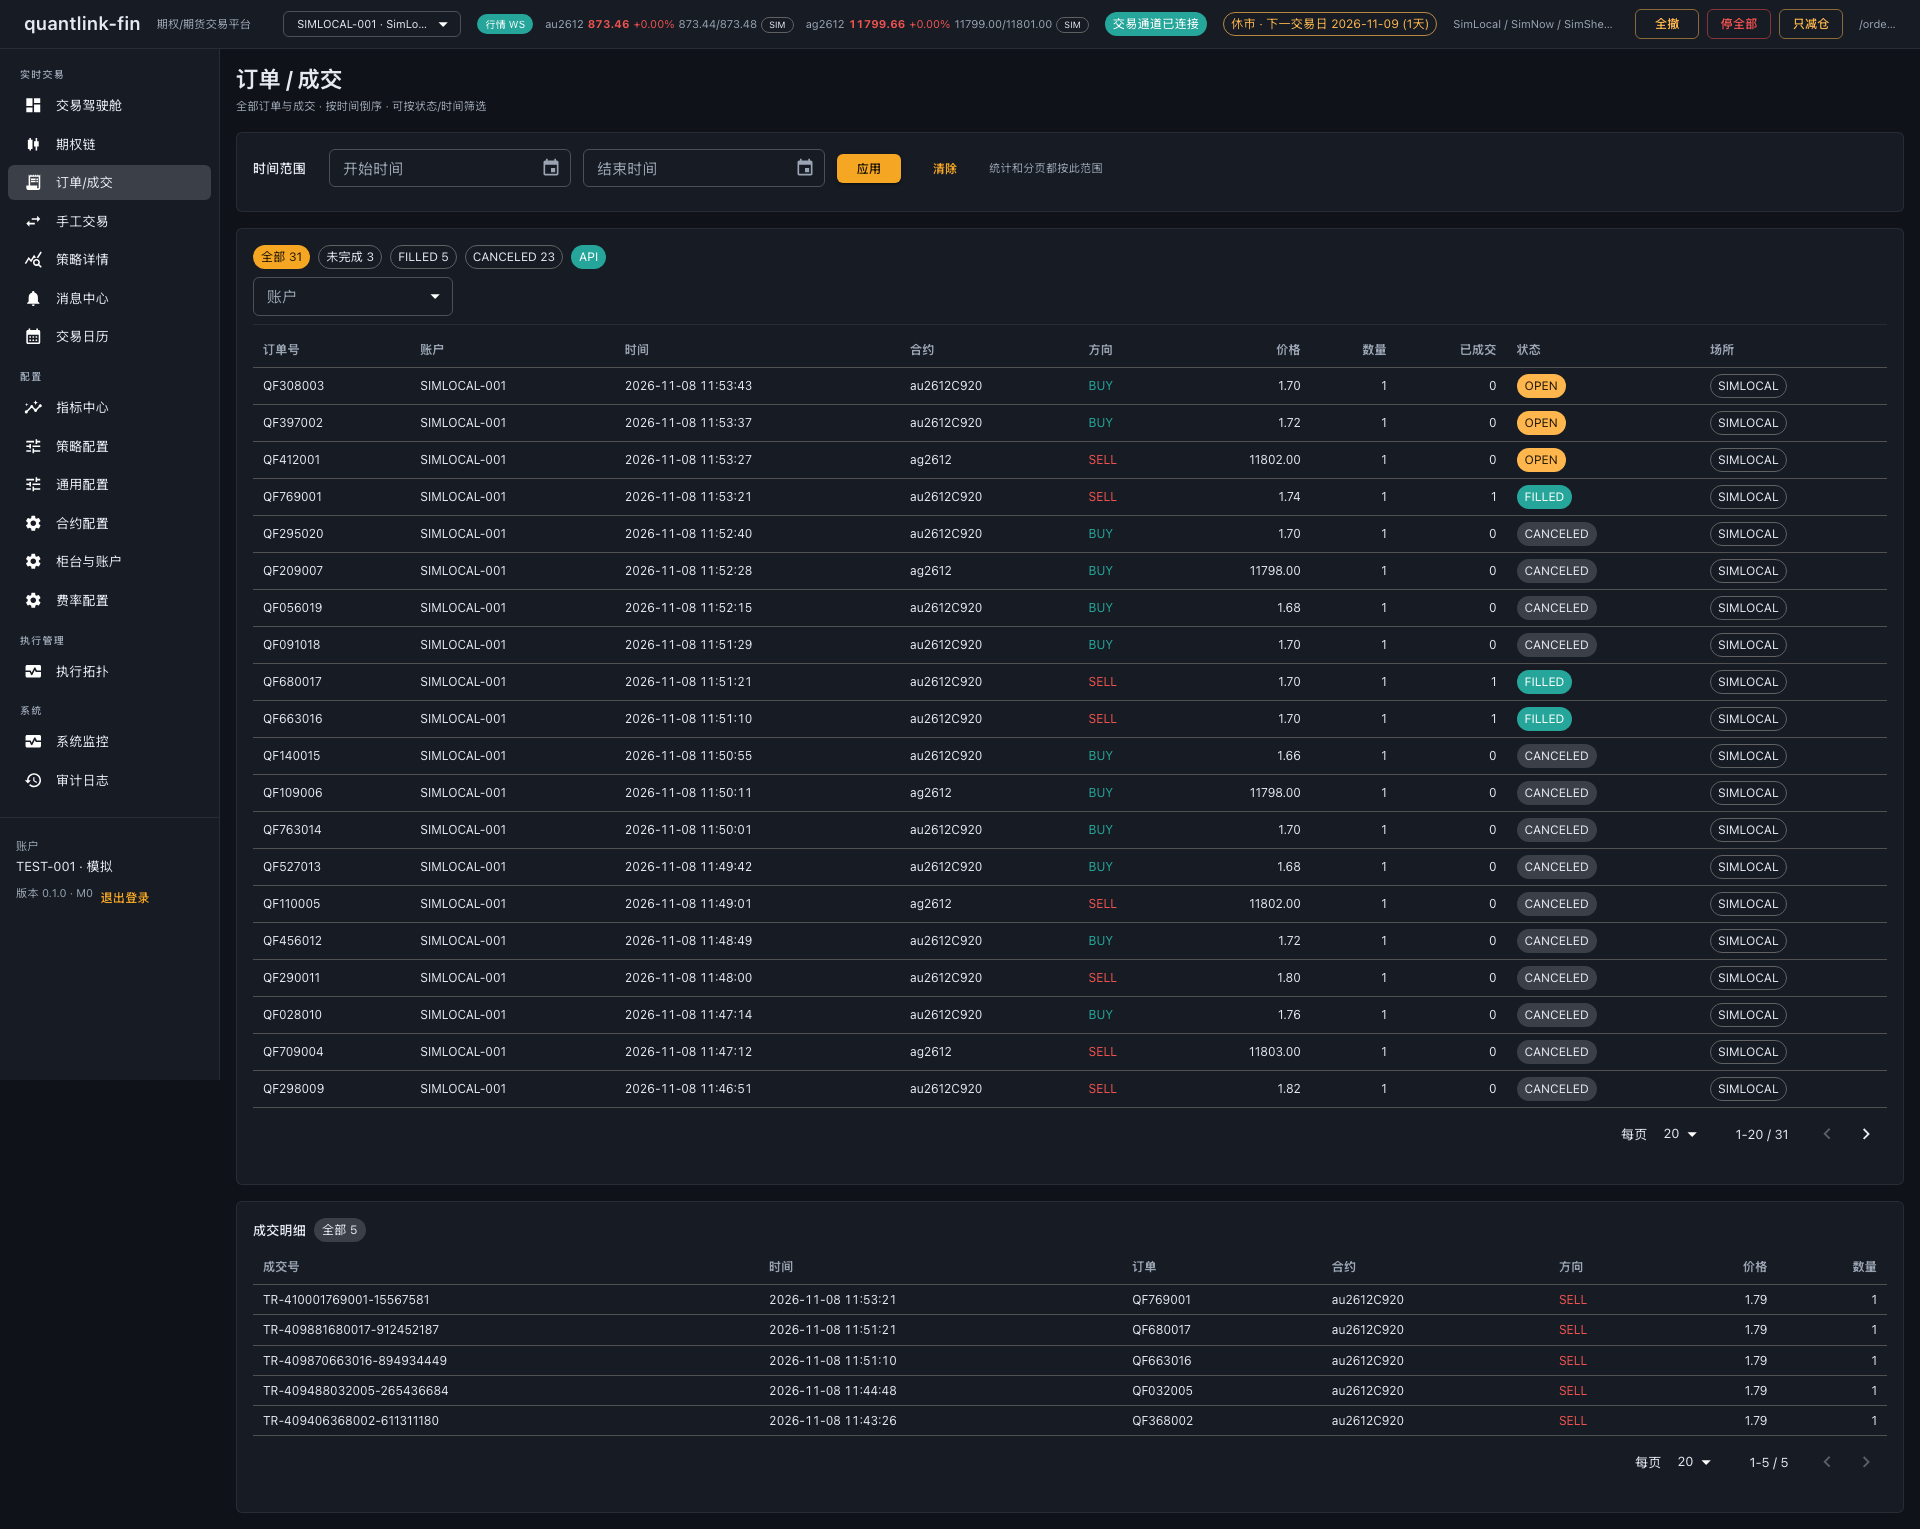 quantlink-fin 期权/期货交易平台 SIMLOCAL-001 · SimLo... 行情 WS au2612 873.46 +0.00% 873.44/873.48 SIM ag2612 11799.66 +0.00% 11799.00/11801.00 SIM 交易通道已连接 休市 · 下一交易日 2026-11-09 (1天) SimLocal / SimNow / SimShe... 全撤 停全部 只减仓 /orde...
实时交易
交易驾驶舱
期权链
订单/成交
手工交易
策略详情
消息中心
交易日历
配置
指标中心
策略配置
通用配置
合约配置
柜台与账户
费率配置
执行管理
执行拓扑
系统
系统监控
审计日志
账户
TEST-001 · 模拟
版本 0.1.0 · M0 退出登录
订单 / 成交
全部订单与成交 · 按时间倒序 · 可按状态/时间筛选
时间范围 开始时间 结束时间 应用 清除 统计和分页都按此范围
全部 31 未完成 3 FILLED 5 CANCELED 23 API
账户
订单号 账户 时间 合约 方向 价格 数量 已成交 状态 场所
QF308003 SIMLOCAL-001 2026-11-08 11:53:43 au2612C920 BUY 1.70 1 0 OPEN SIMLOCAL
QF397002 SIMLOCAL-001 2026-11-08 11:53:37 au2612C920 BUY 1.72 1 0 OPEN SIMLOCAL
QF412001 SIMLOCAL-001 2026-11-08 11:53:27 ag2612 SELL 11802.00 1 0 OPEN SIMLOCAL
QF769001 SIMLOCAL-001 2026-11-08 11:53:21 au2612C920 SELL 1.74 1 1 FILLED SIMLOCAL
QF295020 SIMLOCAL-001 2026-11-08 11:52:40 au2612C920 BUY 1.70 1 0 CANCELED SIMLOCAL
QF209007 SIMLOCAL-001 2026-11-08 11:52:28 ag2612 BUY 11798.00 1 0 CANCELED SIMLOCAL
QF056019 SIMLOCAL-001 2026-11-08 11:52:15 au2612C920 BUY 1.68 1 0 CANCELED SIMLOCAL
QF091018 SIMLOCAL-001 2026-11-08 11:51:29 au2612C920 BUY 1.70 1 0 CANCELED SIMLOCAL
QF680017 SIMLOCAL-001 2026-11-08 11:51:21 au2612C920 SELL 1.70 1 1 FILLED SIMLOCAL
QF663016 SIMLOCAL-001 2026-11-08 11:51:10 au2612C920 SELL 1.70 1 1 FILLED SIMLOCAL
QF140015 SIMLOCAL-001 2026-11-08 11:50:55 au2612C920 BUY 1.66 1 0 CANCELED SIMLOCAL
QF109006 SIMLOCAL-001 2026-11-08 11:50:11 ag2612 BUY 11798.00 1 0 CANCELED SIMLOCAL
QF763014 SIMLOCAL-001 2026-11-08 11:50:01 au2612C920 BUY 1.70 1 0 CANCELED SIMLOCAL
QF527013 SIMLOCAL-001 2026-11-08 11:49:42 au2612C920 BUY 1.68 1 0 CANCELED SIMLOCAL
QF110005 SIMLOCAL-001 2026-11-08 11:49:01 ag2612 SELL 11802.00 1 0 CANCELED SIMLOCAL
QF456012 SIMLOCAL-001 2026-11-08 11:48:49 au2612C920 BUY 1.72 1 0 CANCELED SIMLOCAL
QF290011 SIMLOCAL-001 2026-11-08 11:48:00 au2612C920 SELL 1.80 1 0 CANCELED SIMLOCAL
QF028010 SIMLOCAL-001 2026-11-08 11:47:14 au2612C920 BUY 1.76 1 0 CANCELED SIMLOCAL
QF709004 SIMLOCAL-001 2026-11-08 11:47:12 ag2612 SELL 11803.00 1 0 CANCELED SIMLOCAL
QF298009 SIMLOCAL-001 2026-11-08 11:46:51 au2612C920 SELL 1.82 1 0 CANCELED SIMLOCAL
每页 20 1-20 / 31
成交明细 全部 5
成交号 时间 订单 合约 方向 价格 数量
TR-410001769001-15567581 2026-11-08 11:53:21 QF769001 au2612C920 SELL 1.79 1
TR-409881680017-912452187 2026-11-08 11:51:21 QF680017 au2612C920 SELL 1.79 1
TR-409870663016-894934449 2026-11-08 11:51:10 QF663016 au2612C920 SELL 1.79 1
TR-409488032005-265436684 2026-11-08 11:44:48 QF032005 au2612C920 SELL 1.79 1
TR-409406368002-611311180 2026-11-08 11:43:26 QF368002 au2612C920 SELL 1.79 1
每页 20 1-5 / 5